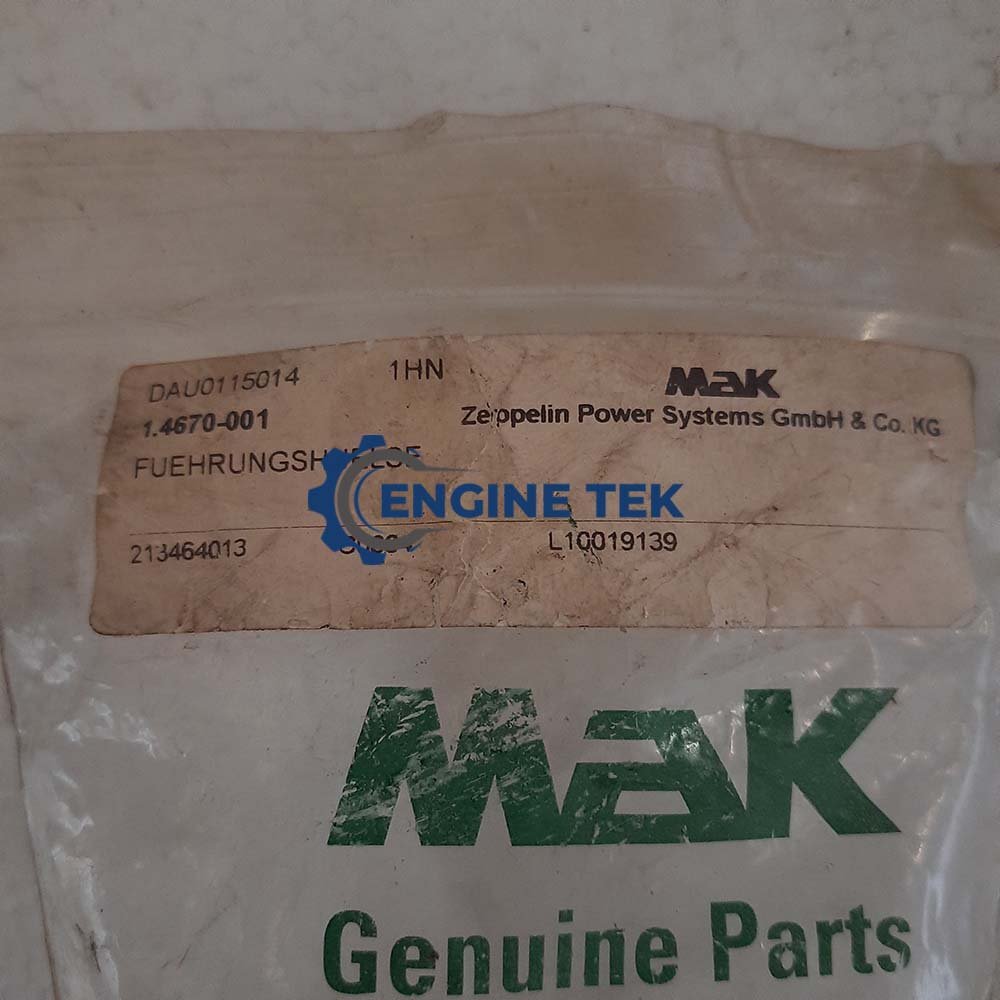 DAU0115014 1HN MaK
1.4670-001 Zeppelin Power Systems GmbH & Co. KG
ENGINE TEK
213464013 L10019139
MaK
Genuine Parts